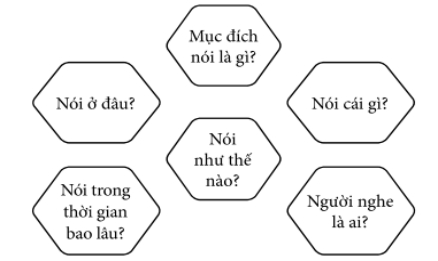 Mục đích
nói là gì?
Nói ở đâu?
Nói cái gì?
Nói
như thế
nào?
Nói trong
thời gian
bao lâu?
Người nghe
là ai?